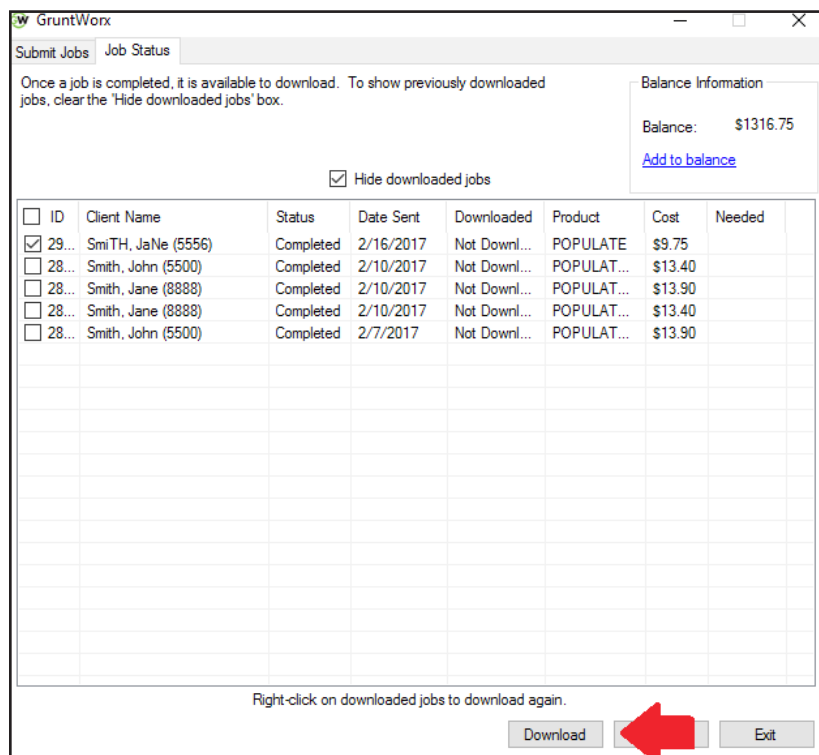 GruntWorx
Submit Jobs Job Status
Once a job is completed, it is available to download. To show previously downloaded
jobs, clear the 'Hide downloaded jobs' box.
Balance Information
Balance: $1316.75
Add to balance
Hide downloaded jobs
ID Client Name Status Date Sent Downloaded Product Cost Needed
29... SmiTH, JaNe (5556) Completed 2/16/2017 Not Downl... POPULATE $9.75
28... Smith, John (5500) Completed 2/10/2017 Not Downl... POPULAT... $13.40
28... Smith, Jane (8888) Completed 2/10/2017 Not Downl... POPULAT... $13.90
28... Smith, Jane (8888) Completed 2/10/2017 Not Downl... POPULAT... $13.40
28... Smith, John (5500) Completed 2/7/2017 Not Downl... POPULAT... $13.90
Right-click on downloaded jobs to download again.
Download Exit